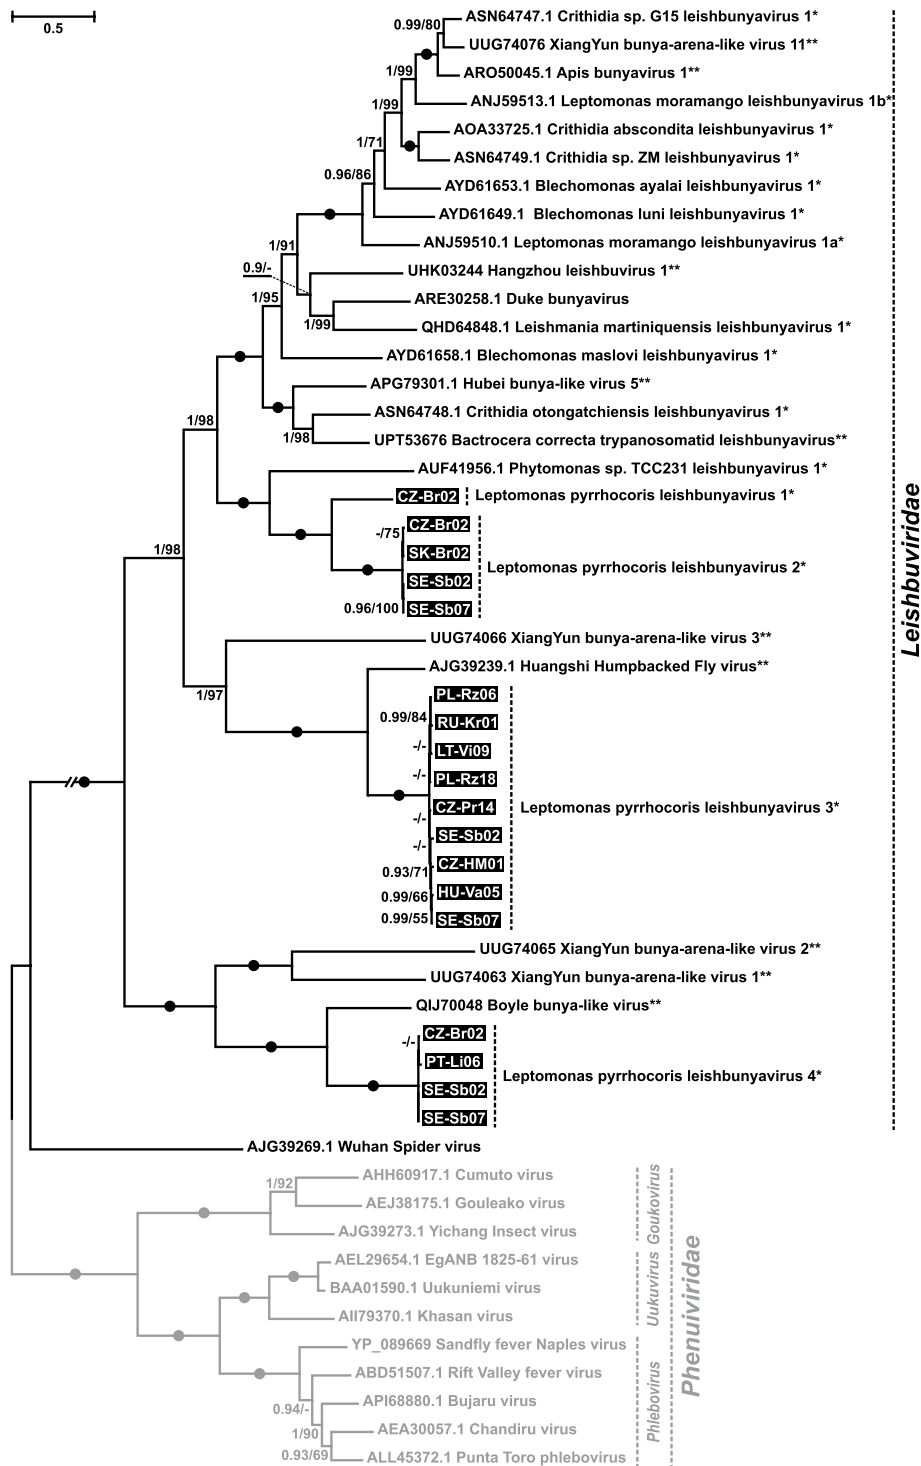 0.5
0.99/80
ASN64747.1 Crithidia sp. G15 leishbunyavirus 1*
UUG74076 XiangYun bunya-arena-like virus 11**
ARO50045.1 Apis bunyavirus 1**
1/99
ANJ59513.1 Leptomonas moramango leishbunyavirus 1b*
1/99
AOA33725.1 Crithidia abscondita leishbunyavirus 1*
1/71
ASN64749.1 Crithidia sp. ZM leishbunyavirus 1*
0.96/86
AYD61653.1 Blechomonas ayalai leishbunyavirus 1*
AYD61649.1 Blechomonas luni leishbunyavirus 1*
1/91
ANJ59510.1 Leptomonas moramango leishbunyavirus 1a*
0.9/-
UHK03244 Hangzhou leishbuvirus 1**
1/95
ARE30258.1 Duke bunyavirus
1/99
QHD64848.1 Leishmania martiniquensis leishbunyavirus 1*
AYD61658.1 Blechomonas maslovi leishbunyavirus 1*
APG79301.1 Hubei bunya-like virus 5**
1/98
ASN64748.1 Crithidia otongatchiensis leishbunyavirus 1*
1/98
UPT53676 Bactrocera correcta trypanosomatid leishbunyavirus**
AUF41956.1 Phytomonas sp. TCC231 leishbunyavirus 1*
CZ-Br02
Leptomonas pyrrhocoris leishbunyavirus 1*
CZ-Br02
-/75
1/98
SK-Br02
Leptomonas pyrrhocoris leishbunyavirus 2*
SE-Sb02
0.96/100
SE-Sb07
Leishbuviridae
UUG74066 XiangYun bunya-arena-like virus 3**
AJG39239.1 Huangshi Humpbacked Fly virus**
1/97
PL-Rz06
0.99/84
RU-Kr01
-/-
LT-Vi09
-/-
PL-Rz18
CZ-Pr14
Leptomonas pyrrhocoris leishbunyavirus 3*
-/-
SE-Sb02
-/-
CZ-HM01
0.93/71
HU-Va05
0.99/66
SE-Sb07
0.99/55
UUG74065 XiangYun bunya-arena-like virus 2**
UUG74063 XiangYun bunya-arena-like virus 1**
QIJ70048 Boyle bunya-like virus**
CZ-Br02
-/-
PT-Li06
Leptomonas pyrrhocoris leishbunyavirus 4*
SE-Sb02
SE-Sb07
AJG39269.1 Wuhan Spider virus
AHH60917.1 Cumuto virus
1/92
AEJ38175.1 Gouleako virus
AJG39273.1 Yichang Insect virus
Goukovirus
AEL29654.1 EgANB 1825-61 virus
BAA01590.1 Uukuniemi virus
AII79370.1 Khasan virus
Uukuvirus
Phenuiviridae
YP_089669 Sandfly fever Naples virus
ABD51507.1 Rift Valley fever virus
0.94/-
API68880.1 Bujaru virus
1/90
AEA30057.1 Chandiru virus
0.93/69
ALL45372.1 Punta Toro phlebovirus
Phlebovirus